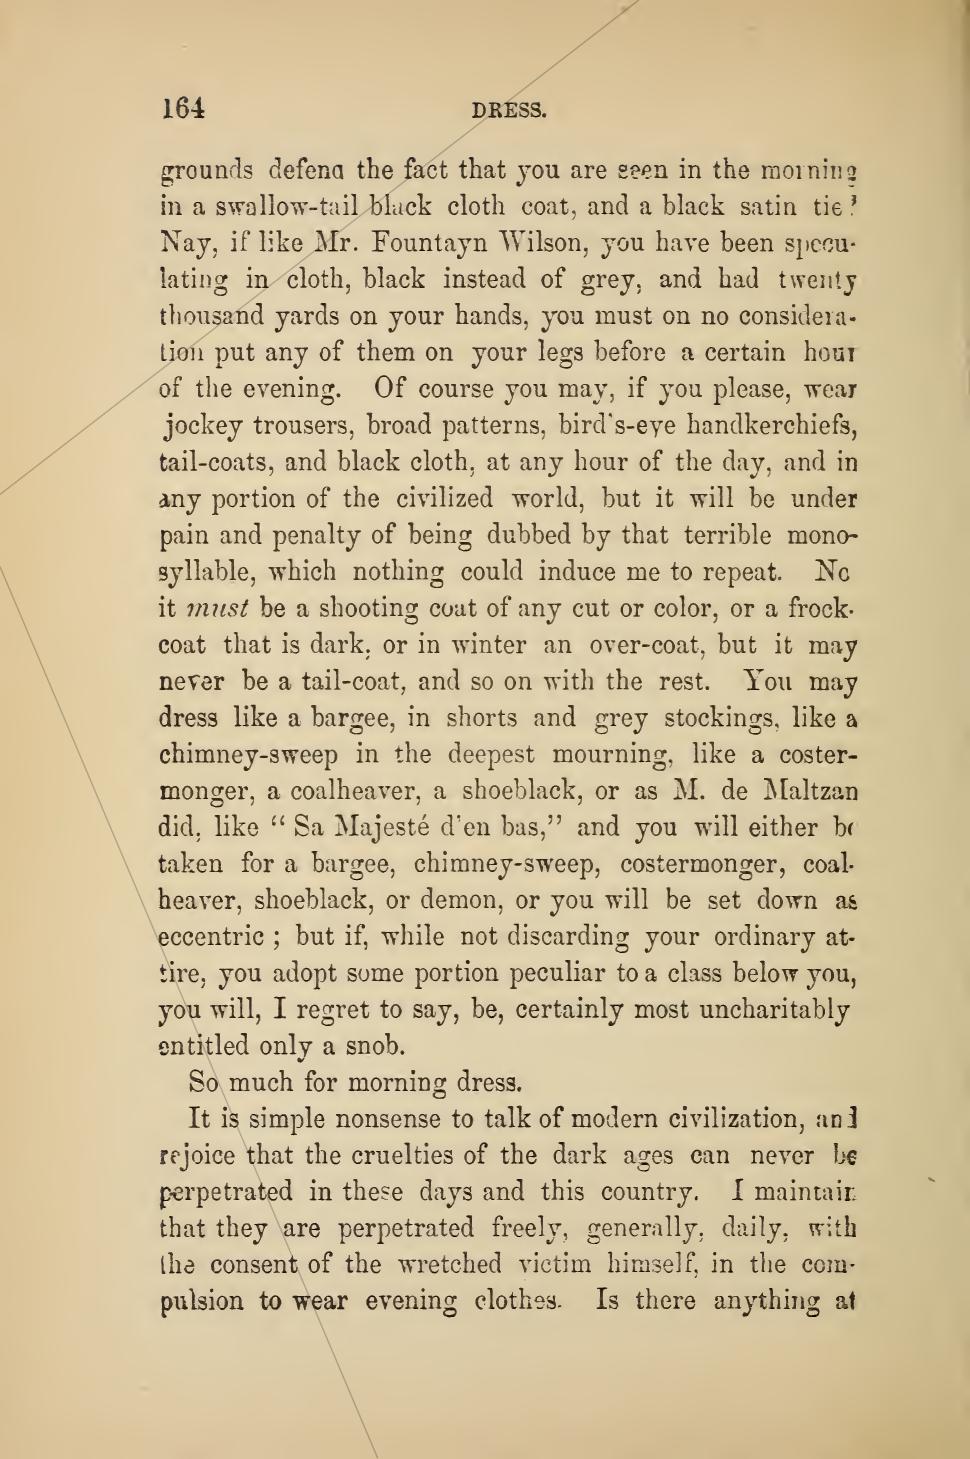 164 DRESS.
grounds defend the fact that you are seen in the morning
in a swallow-tail black cloth coat, and a black satin tie?
Nay, if like Mr. Fountayn Wilson, you have been specu-
lating in cloth, black instead of grey, and had twenty
thousand yards on your hands, you must on no considera-
tion put any of them on your legs before a certain hour
of the evening. Of course you may, if you please, wear
jockey trousers, broad patterns, bird's-eye handkerchiefs,
tail-coats, and black cloth, at any hour of the day, and in
any portion of the civilized world, but it will be under
pain and penalty of being dubbed by that terrible mono-
syllable, which nothing could induce me to repeat. No
it must be a shooting coat of any cut or color, or a frock-
coat that is dark, or in winter an over-coat, but it may
never be a tail-coat, and so on with the rest. You may
dress like a bargee, in shorts and grey stockings, like a
chimney-sweep in the deepest mourning, like a coster-
monger, a coalheaver, a shoeblack, or as M. de Maltzan
did, like “ Sa Majesté d'en bas,” and you will either be
taken for a bargee, chimney-sweep, costermonger, coal-
heaver, shoeblack, or demon, or you will be set down as
eccentric ; but if, while not discarding your ordinary at-
tire, you adopt some portion peculiar to a class below you,
you will, I regret to say, be, certainly most uncharitably
entitled only a snob.
So much for morning dress.
It is simple nonsense to talk of modern civilization, and
rejoice that the cruelties of the dark ages can never be
perpetrated in these days and this country. I maintain
that they are perpetrated freely, generally, daily, with
the consent of the wretched victim himself, in the com-
pulsion to wear evening clothes. Is there anything at